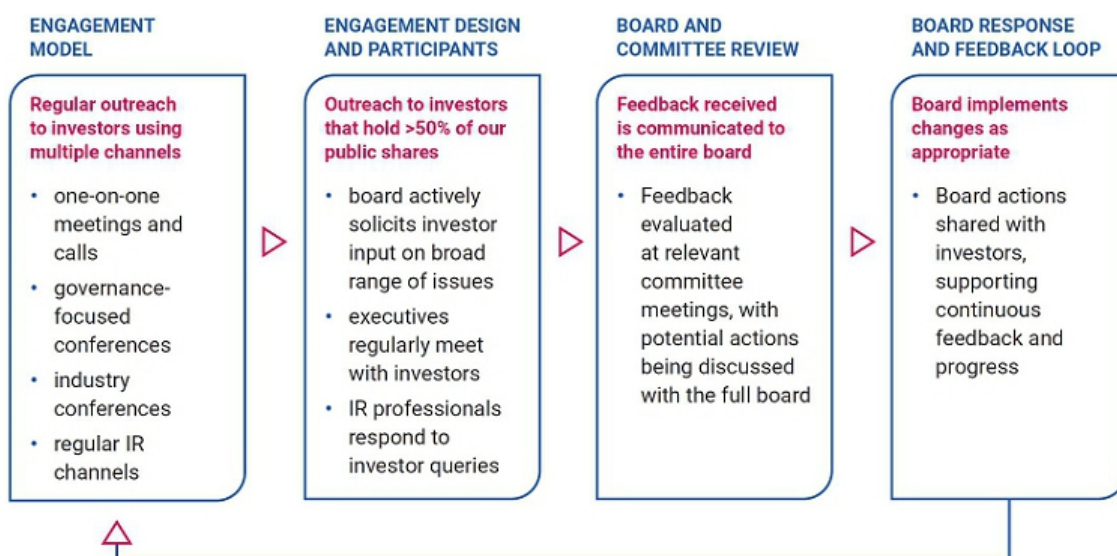 ENGAGEMENT
MODEL
Regular outreach
to investors using
multiple channels
• one-on-one
meetings and
calls
• governance-
focused
conferences
• industry
conferences
• regular IR
channels
ENGAGEMENT DESIGN
AND PARTICIPANTS
Outreach to investors
that hold >50% of our
public shares
• board actively
solicits investor
input on broad
range of issues
• executives
regularly meet
with investors
• IR professionals
respond to
investor queries
BOARD AND
COMMITTEE REVIEW
Feedback received
is communicated to
the entire board
• Feedback
evaluated
at relevant
committee
meetings, with
potential actions
being discussed
with the full board
BOARD RESPONSE
AND FEEDBACK LOOP
Board implements
changes as
appropriate
• Board actions
shared with
investors,
supporting
continuous
feedback and
progress